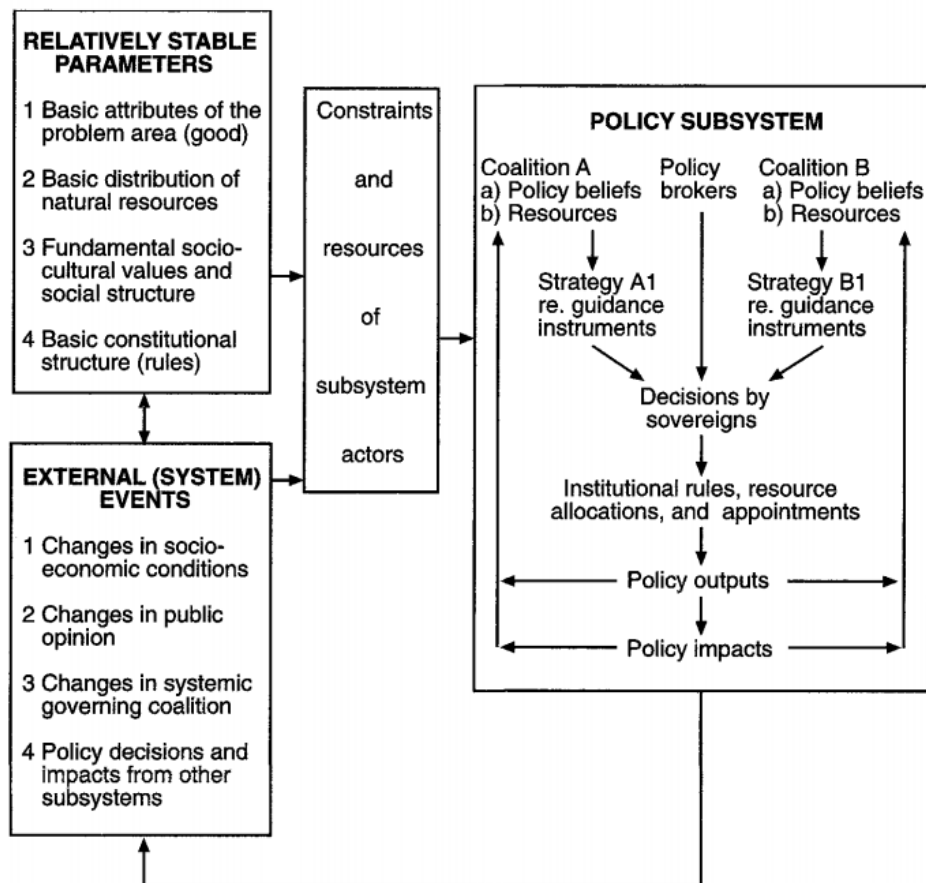 RELATIVELY STABLE
PARAMETERS
1 Basic attributes of the
problem area (good)
2 Basic distribution of
natural resources
3 Fundamental socio-
cultural values and
social structure
4 Basic constitutional
structure (rules)
EXTERNAL (SYSTEM)
EVENTS
1 Changes in socio-
economic conditions
2 Changes in public
opinion
3 Changes in systemic
governing coalition
4 Policy decisions and
impacts from other
subsystems
Constraints
and
resources
of
subsystem
actors
POLICY SUBSYSTEM
Coalition A
a) Policy beliefs
b) Resources
Policy
brokers
Coalition B
a) Policy beliefs
b) Resources
Strategy A1
re. guidance
instruments
Strategy B1
re. guidance
instruments
Decisions by
sovereigns
Institutional rules, resource
allocations, and appointments
Policy outputs
Policy impacts